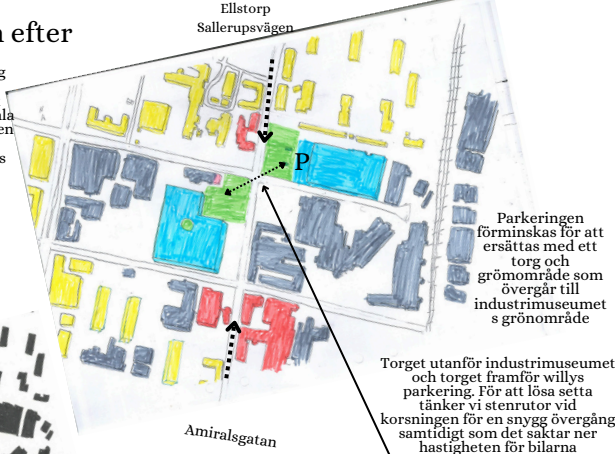 Ellstorp
Sallerupsvägen
efter
P
Parkeringen
förminskas för att
ersättas med ett
torg och
grömområde som
övergår till
industrimuseumet
s grönområde
Torget utanför industrimuseumet
och torget framför willys
parkering. För att lösa setta
tänker vi stenrutor vid
korsningen för en snygg övergång
samtidigt som det saktar ner
hastigheten för bilarna
Amiralsgatan